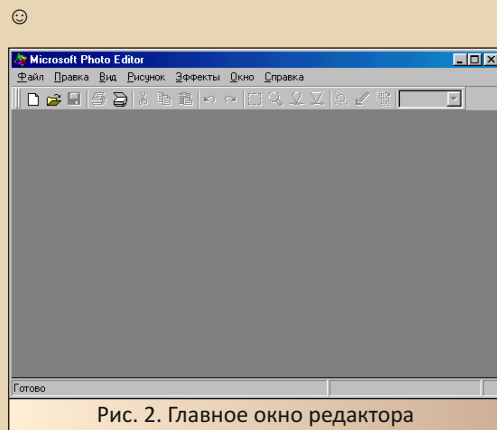 ☺
Microsoft Photo Editor
Файл Правка Вид Рисунок Эффекты Окно Справка
Готово
Рис. 2. Главное окно редактора